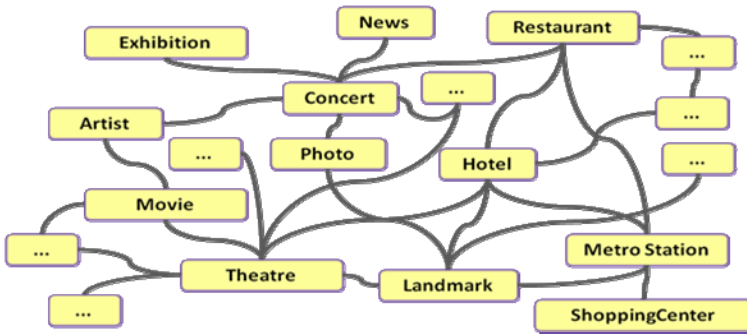 News
Restaurant
Exhibition
...
Concert
...
Artist
...
...
Photo
Hotel
...
Movie
...
Metro Station
Theatre
Landmark
...
ShoppingCenter